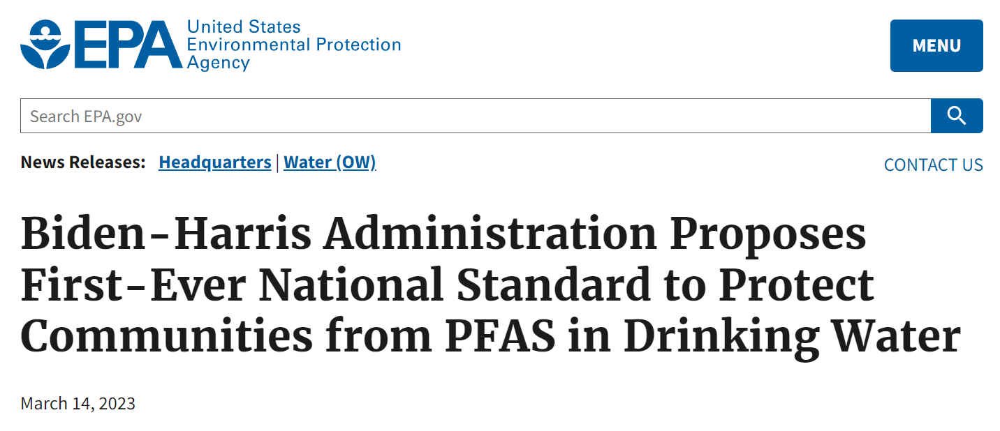 EPA United States
Environmental Protection
Agency
MENU
Search EPA.gov
News Releases: Headquarters | Water (OW)
CONTACT US
Biden-Harris Administration Proposes
First-Ever National Standard to Protect
Communities from PFAS in Drinking Water
March 14, 2023